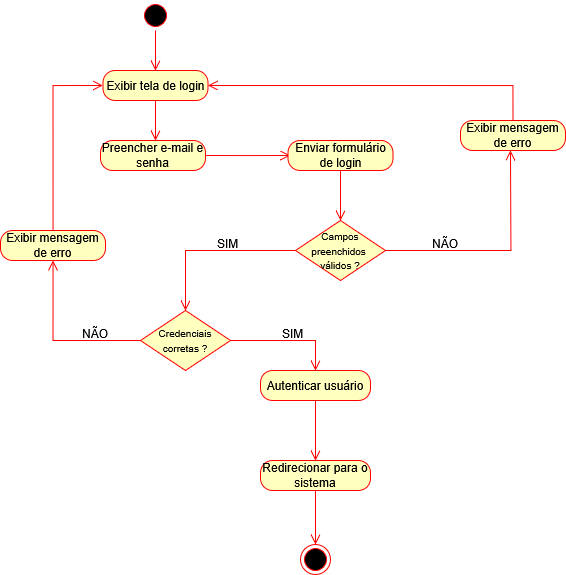 Exibir tela de login
Preencher e-mail e
senha
Enviar formulário
de login
Exibir mensagem
de erro
Campos
preenchidos
válidos ?
SIM
NÃO
Exibir mensagem
de erro
Credenciais
corretas ?
NÃO
SIM
Autenticar usuário
Redirecionar para o
sistema